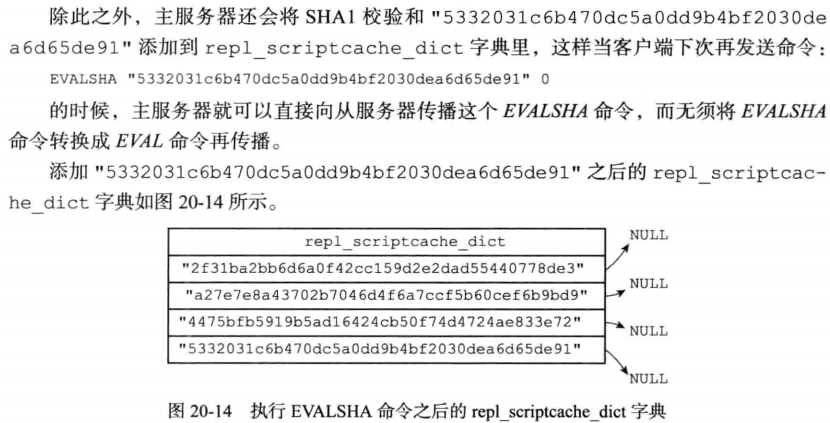 除此之外，主服务器还会将 SHA1 校验和 "5332031c6b470dc5a0dd9b4bf2030de
a6d65de91" 添加到 repl_scriptcache_dict 字典里，这样当客户端下次再发送命令：
EVALSHA "5332031c6b470dc5a0dd9b4bf2030dea6d65de91" 0
的时候，主服务器就可以直接向从服务器传播这个 EVALSHA 命令，而无须将 EVALSHA
命令转换成 EVAL 命令再传播。
添加 "5332031c6b470dc5a0dd9b4bf2030dea6d65de91" 之后的 repl_scriptcac-
he_dict 字典如图 20-14 所示。
repl_scriptcache_dict
NULL
"2f31ba2bb6d6a0f42cc159d2e2dad55440778de3"
NULL
"a27e7e8a43702b7046d4f6a7ccf5b60cef6b9bd9"
"4475bfb5919b5ad16424cb50f74d4724ae833e72"
NULL
"5332031c6b470dc5a0dd9b4bf2030dea6d65de91"
NULL
图 20-14 执行 EVALSHA 命令之后的 repl_scriptcache_dict 字典